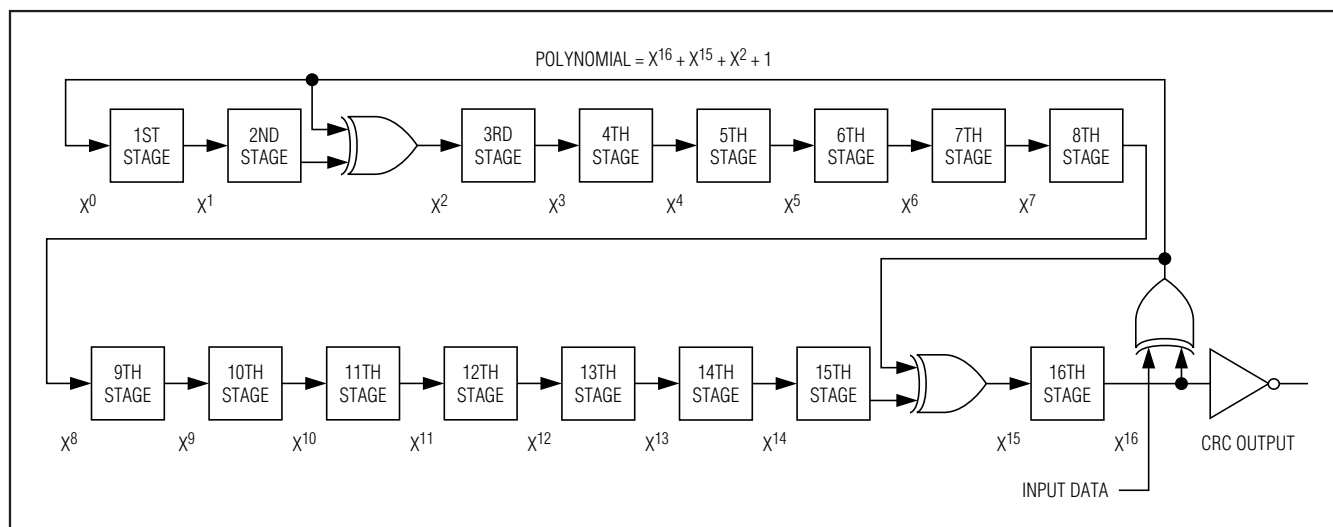 POLYNOMIAL = X¹⁶ + X¹⁵ + X² + 1
1ST STAGE
2ND STAGE
3RD STAGE
4TH STAGE
5TH STAGE
6TH STAGE
7TH STAGE
8TH STAGE
X⁰ X¹ X² X³ X⁴ X⁵ X⁶ X⁷
9TH STAGE
10TH STAGE
11TH STAGE
12TH STAGE
13TH STAGE
14TH STAGE
15TH STAGE
16TH STAGE
X⁸ X⁹ X¹⁰ X¹¹ X¹² X¹³ X¹⁴ X¹⁵ X¹⁶ CRC OUTPUT
INPUT DATA